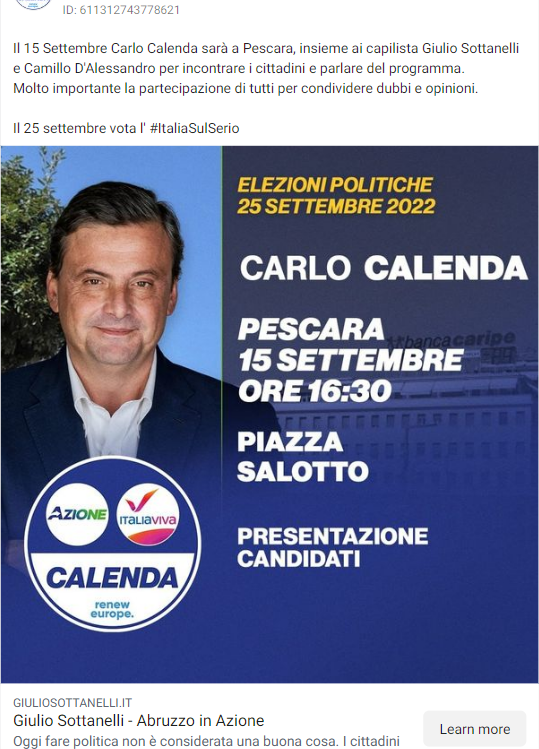 ID: 611312743778621
Il 15 Settembre Carlo Calenda sarà a Pescara, insieme ai capilista Giulio Sottanelli
e Camillo D'Alessandro per incontrare i cittadini e parlare del programma.
Molto importante la partecipazione di tutti per condividere dubbi e opinioni.
Il 25 settembre vota l' #ItaliaSulSerio
ELEZIONI POLITICHE
25 SETTEMBRE 2022
CARLO CALENDA
PESCARA
bancacaripe
15 SETTEMBRE
ORE 16:30
PIAZZA
SALOTTO
AZIONE
ITALIAVIVA
CALENDA
renew
europe.
PRESENTAZIONE
CANDIDATI
GIULIOSOTTANELLI.IT
Giulio Sottanelli - Abruzzo in Azione
Oggi fare politica non è considerata una buona cosa. I cittadini
Learn more